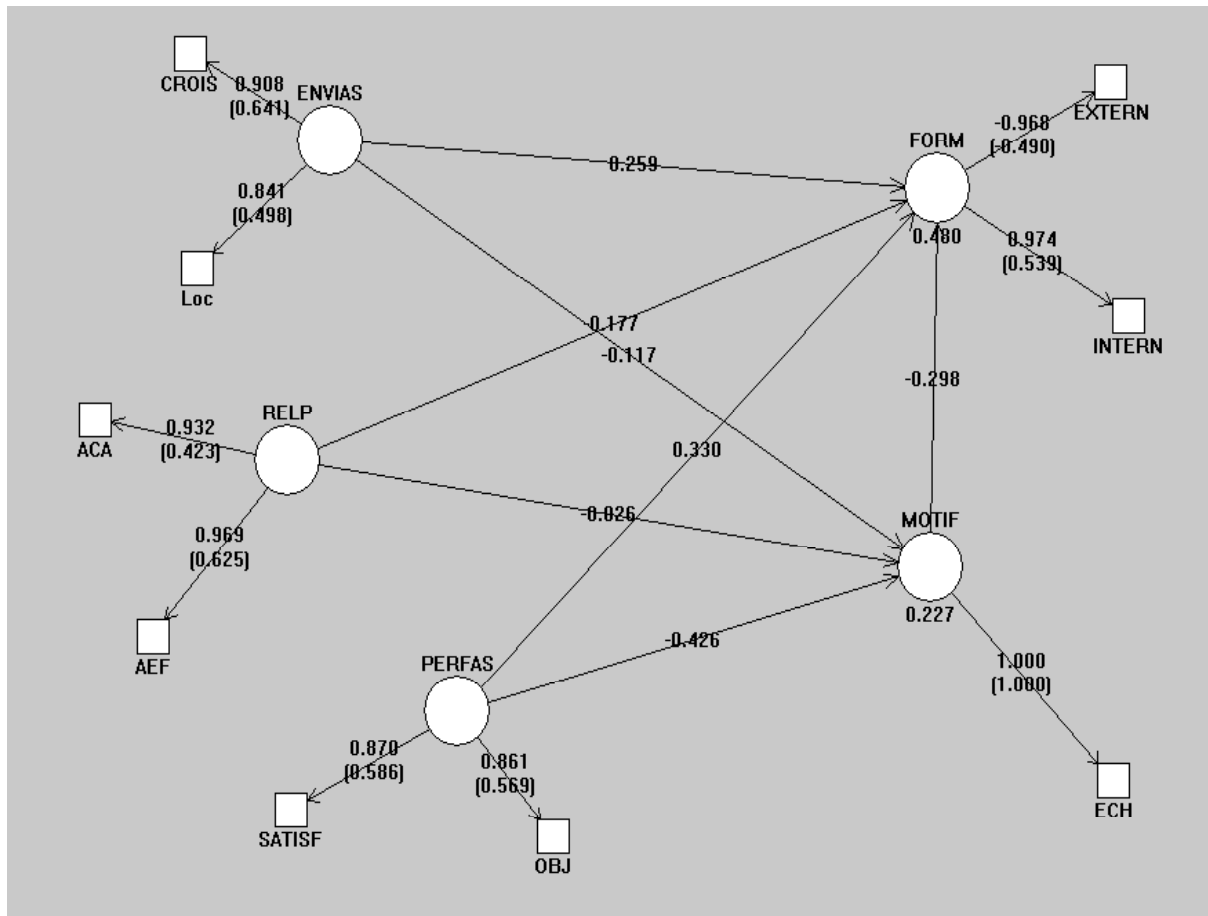 CROIS
0.908
(0.641)
ENVIAS
0.841
(0.498)
Loc
0.259
FORM
0.480
-0.968
(-0.490)
EXTERN
0.974
(0.539)
INTERN
-0.177
-0.117
-0.298
RELP
0.932
(0.423)
ACA
0.969
(0.625)
AEF
0.330
-0.026
MOTIF
0.227
-0.426
PERFAS
0.870
(0.586)
SATISF
0.861
(0.569)
OBJ
1.000
(1.000)
ECH